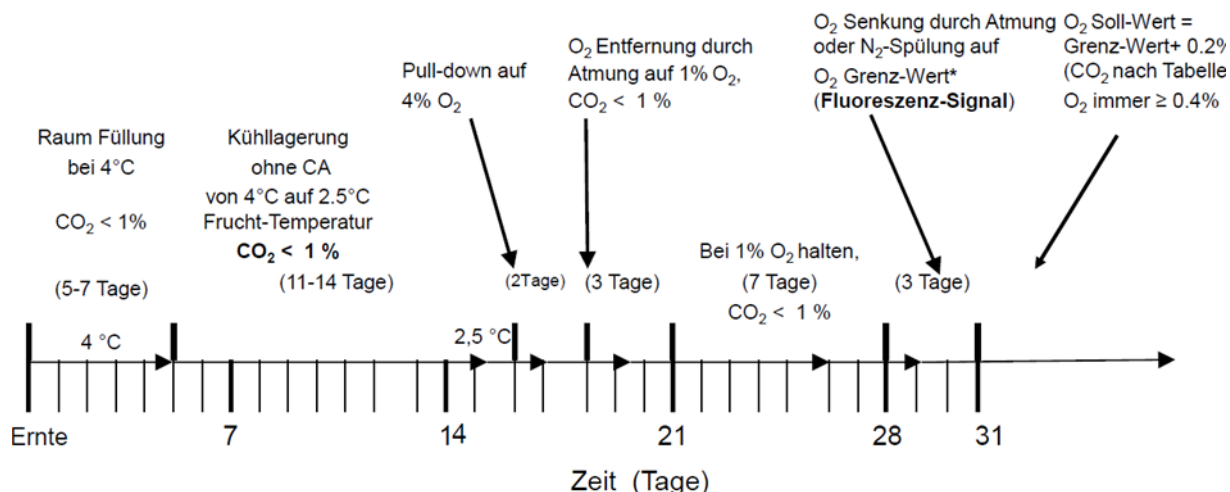 Raum Füllung
bei 4°C
CO₂ < 1%
(5-7 Tage)
Kühllagerung
ohne CA
von 4°C auf 2.5°C
Frucht-Temperatur
CO₂ < 1 %
(11-14 Tage)
Pull-down auf
4% O₂
(2Tage)
O₂ Entfernung durch
Atmung auf 1% O₂,
CO₂ < 1 %
(3 Tage)
Bei 1% O₂ halten,
(7 Tage)
CO₂ < 1 %
O₂ Senkung durch Atmung
oder N₂-Spülung auf
O₂ Grenz-Wert*
(Fluoreszenz-Signal)
(3 Tage)
O₂ Soll-Wert =
Grenz-Wert+ 0.2%
(CO₂ nach Tabelle
O₂ immer ≥ 0.4%
4 °C
2,5 °C
Ernte 7 14 21 28 31
Zeit (Tage)